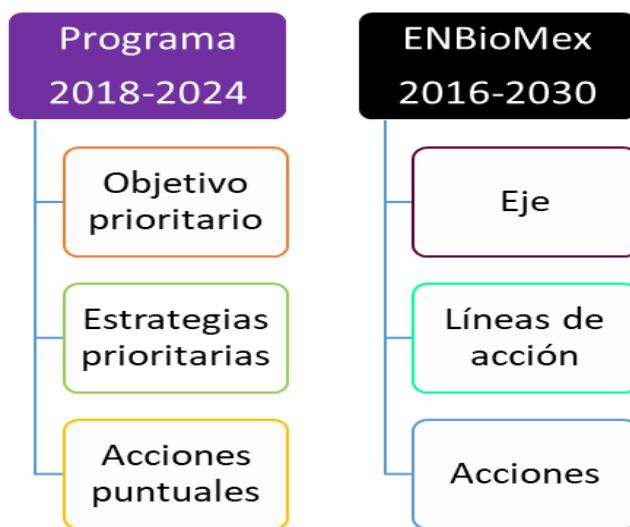 Programa
2018-2024
Objetivo
prioritario
Estrategias
prioritarias
Acciones
puntuales
ENBioMex
2016-2030
Eje
Líneas de
acción
Acciones